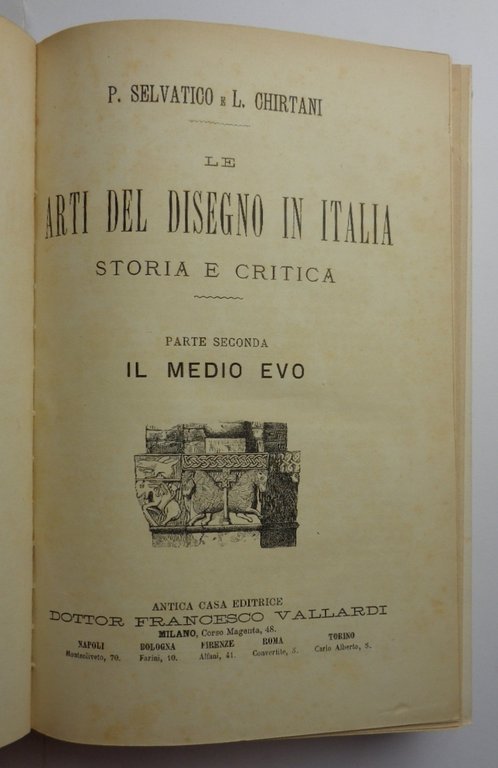 P. SELVATICO E L. CHIRTANI
LE
ARTI DEL DISEGNO IN ITALIA
STORIA E CRITICA
PARTE SECONDA
IL MEDIO EVO
ANTICA CASA EDITRICE
DOTTOR FRANCESCO VALLARDI
MILANO, Corso Magenta, 48.
NAPOLI BOLOGNA FIRENZE ROMA TORINO
Montoliveto, 70. Farini, 10. Alfani, 41. Convertite, 8. Carlo Alberto, 8.